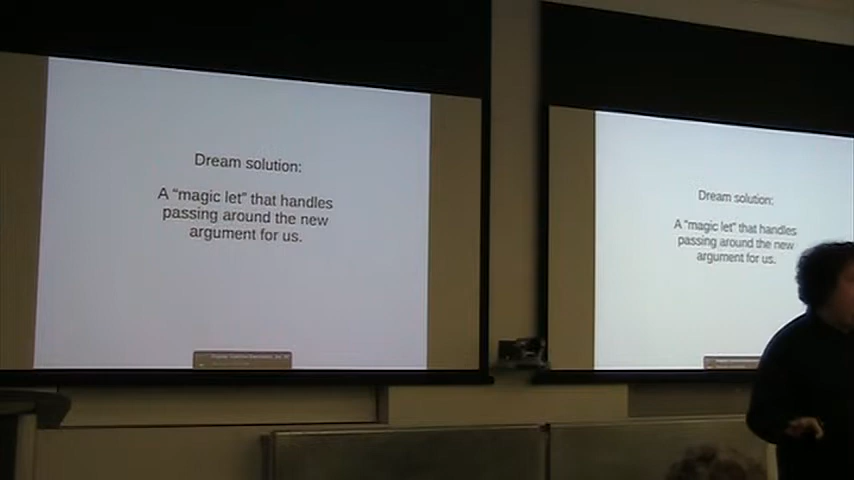 Dream solution:
A “magic let” that handles
passing around the new
argument for us.
Dream solution:
A “magic let” that handles
passing around the new
argument for us.